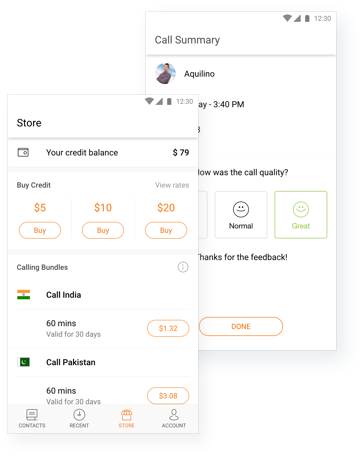 12:30
Call Summary
Aquilino
ay - 3:40 PM
3
How was the call quality?
Normal
Great
Thanks for the feedback!
DONE
12:30
Store
Your credit balance
$ 79
Buy Credit
View rates
$5
$10
$20
Buy
Buy
Buy
Calling Bundles
Call India
60 mins
$1.32
Valid for 30 days
Call Pakistan
60 mins
$3.08
Valid for 30 days
CONTACTS
RECENT
STORE
ACCOUNT